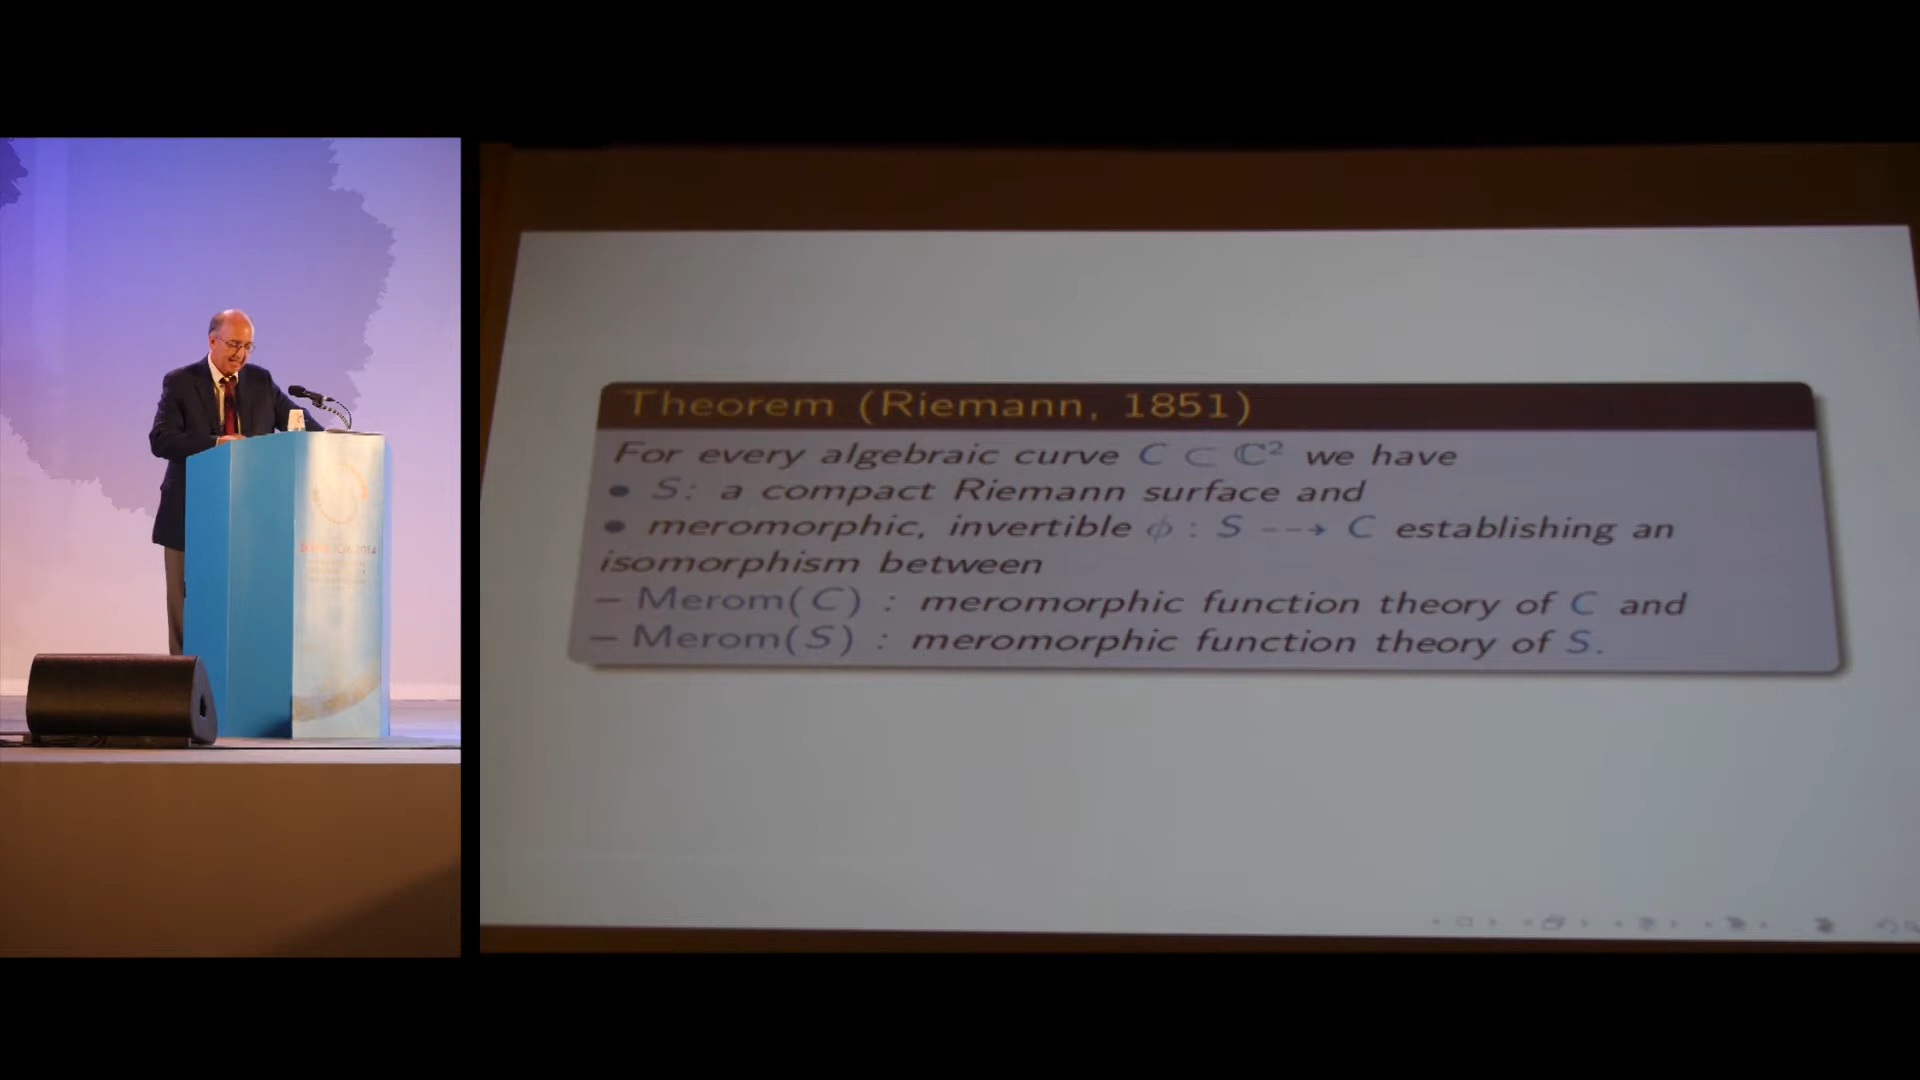 Theorem (Riemann, 1851)
For every algebraic curve C ⊂ ℂ² we have
• S: a compact Riemann surface and
• meromorphic, invertible ϕ : S ⇢ C establishing an
isomorphism between
– Merom(C) : meromorphic function theory of C and
– Merom(S) : meromorphic function theory of S.